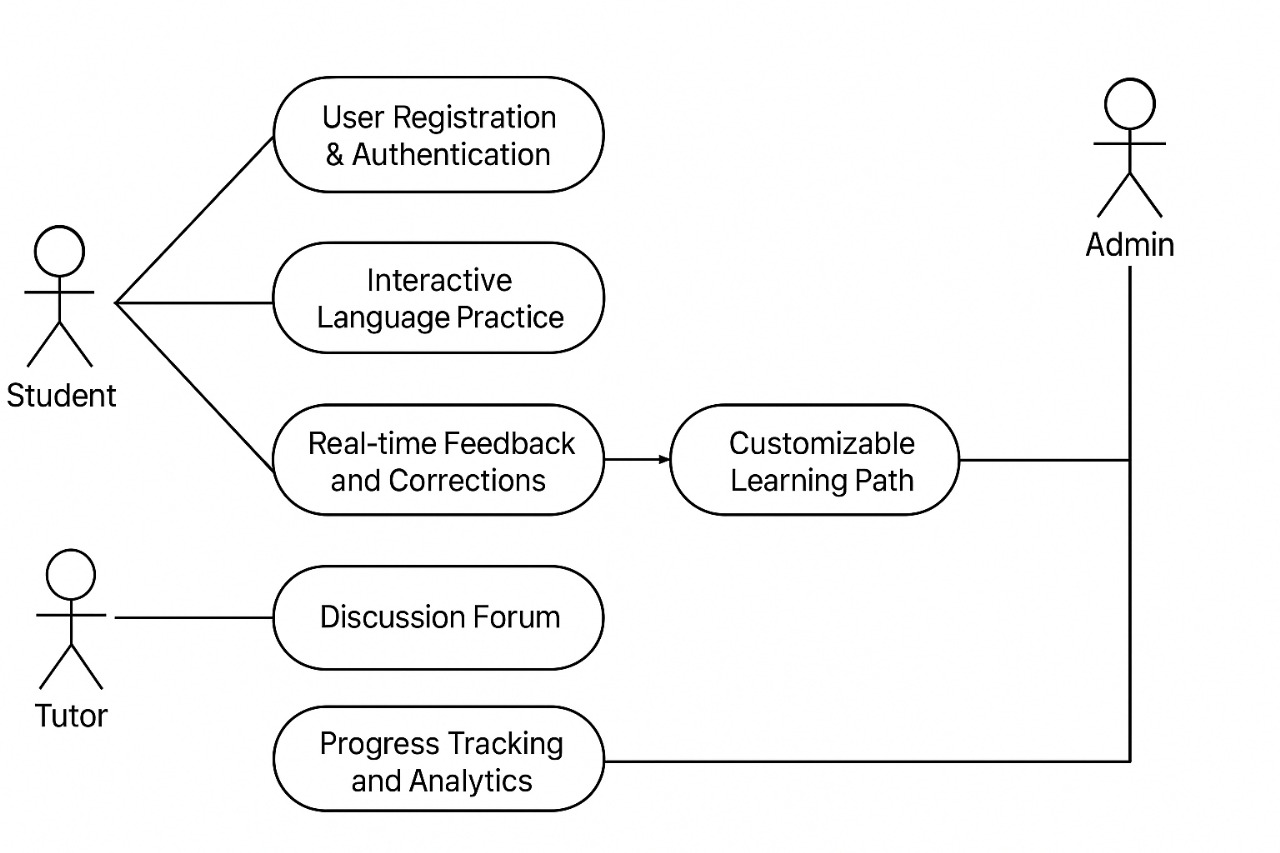 User Registration
& Authentication
Admin
Interactive
Language Practice
Student
Real-time Feedback
and Corrections
Customizable
Learning Path
Discussion Forum
Tutor
Progress Tracking
and Analytics